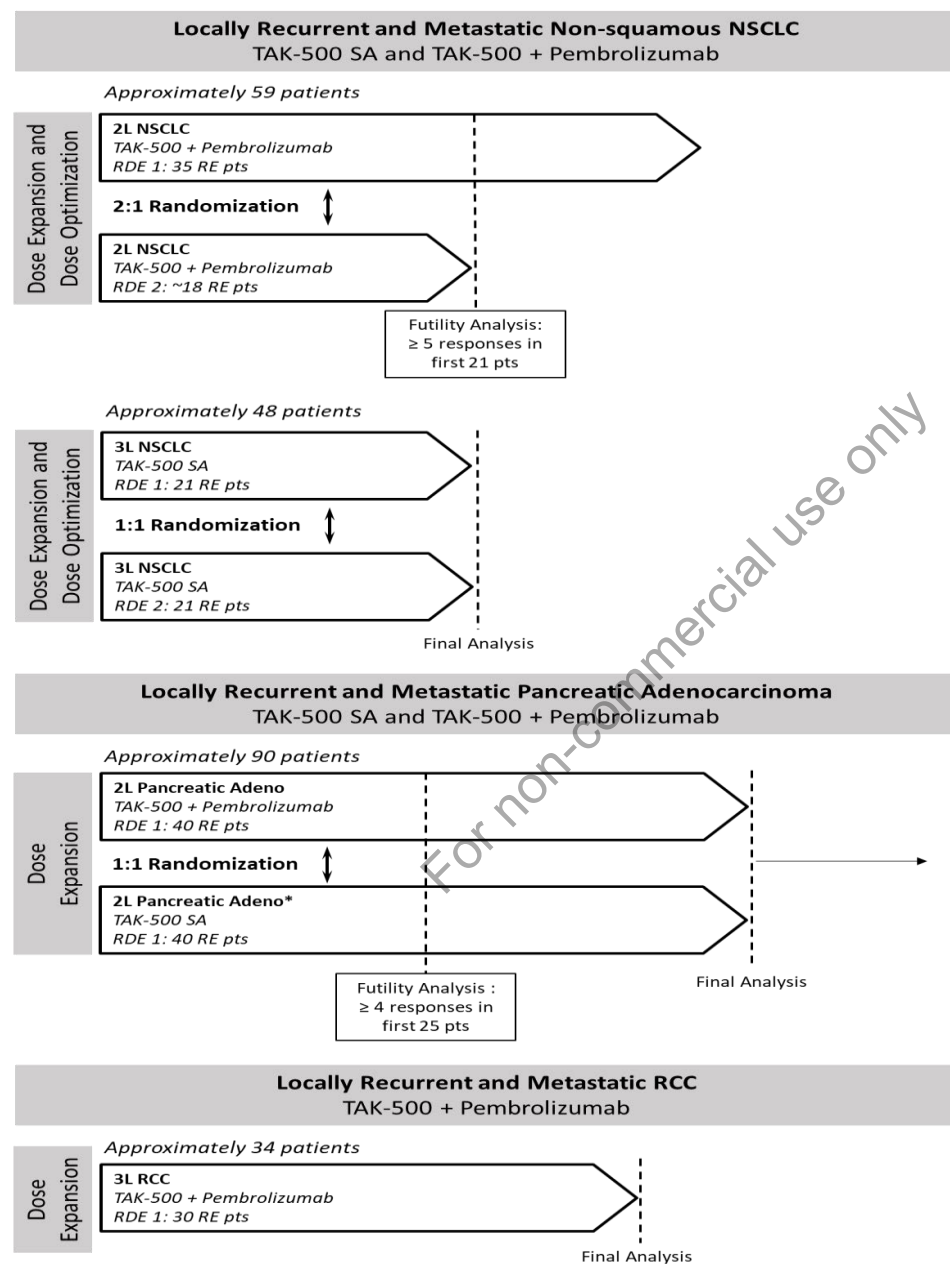 Locally Recurrent and Metastatic Non-squamous NSCLC
TAK-500 SA and TAK-500 + Pembrolizumab
Approximately 59 patients
Dose Expansion and
Dose Optimization
2L NSCLC
TAK-500 + Pembrolizumab
RDE 1: 35 RE pts
2:1 Randomization
2L NSCLC
TAK-500 + Pembrolizumab
RDE 2: ~18 RE pts
Futility Analysis:
≥ 5 responses in
first 21 pts
Approximately 48 patients
Dose Expansion and
Dose Optimization
3L NSCLC
TAK-500 SA
RDE 1: 21 RE pts
1:1 Randomization
3L NSCLC
TAK-500 SA
RDE 2: 21 RE pts
Final Analysis
Locally Recurrent and Metastatic Pancreatic Adenocarcinoma
TAK-500 SA and TAK-500 + Pembrolizumab
Approximately 90 patients
Dose
Expansion
2L Pancreatic Adeno
TAK-500 + Pembrolizumab
RDE 1: 40 RE pts
1:1 Randomization
2L Pancreatic Adeno*
TAK-500 SA
RDE 1: 40 RE pts
Final Analysis
Futility Analysis :
≥ 4 responses in
first 25 pts
Locally Recurrent and Metastatic RCC
TAK-500 + Pembrolizumab
Approximately 34 patients
Dose
Expansion
3L RCC
TAK-500 + Pembrolizumab
RDE 1: 30 RE pts
Final Analysis
For non-commercial use only